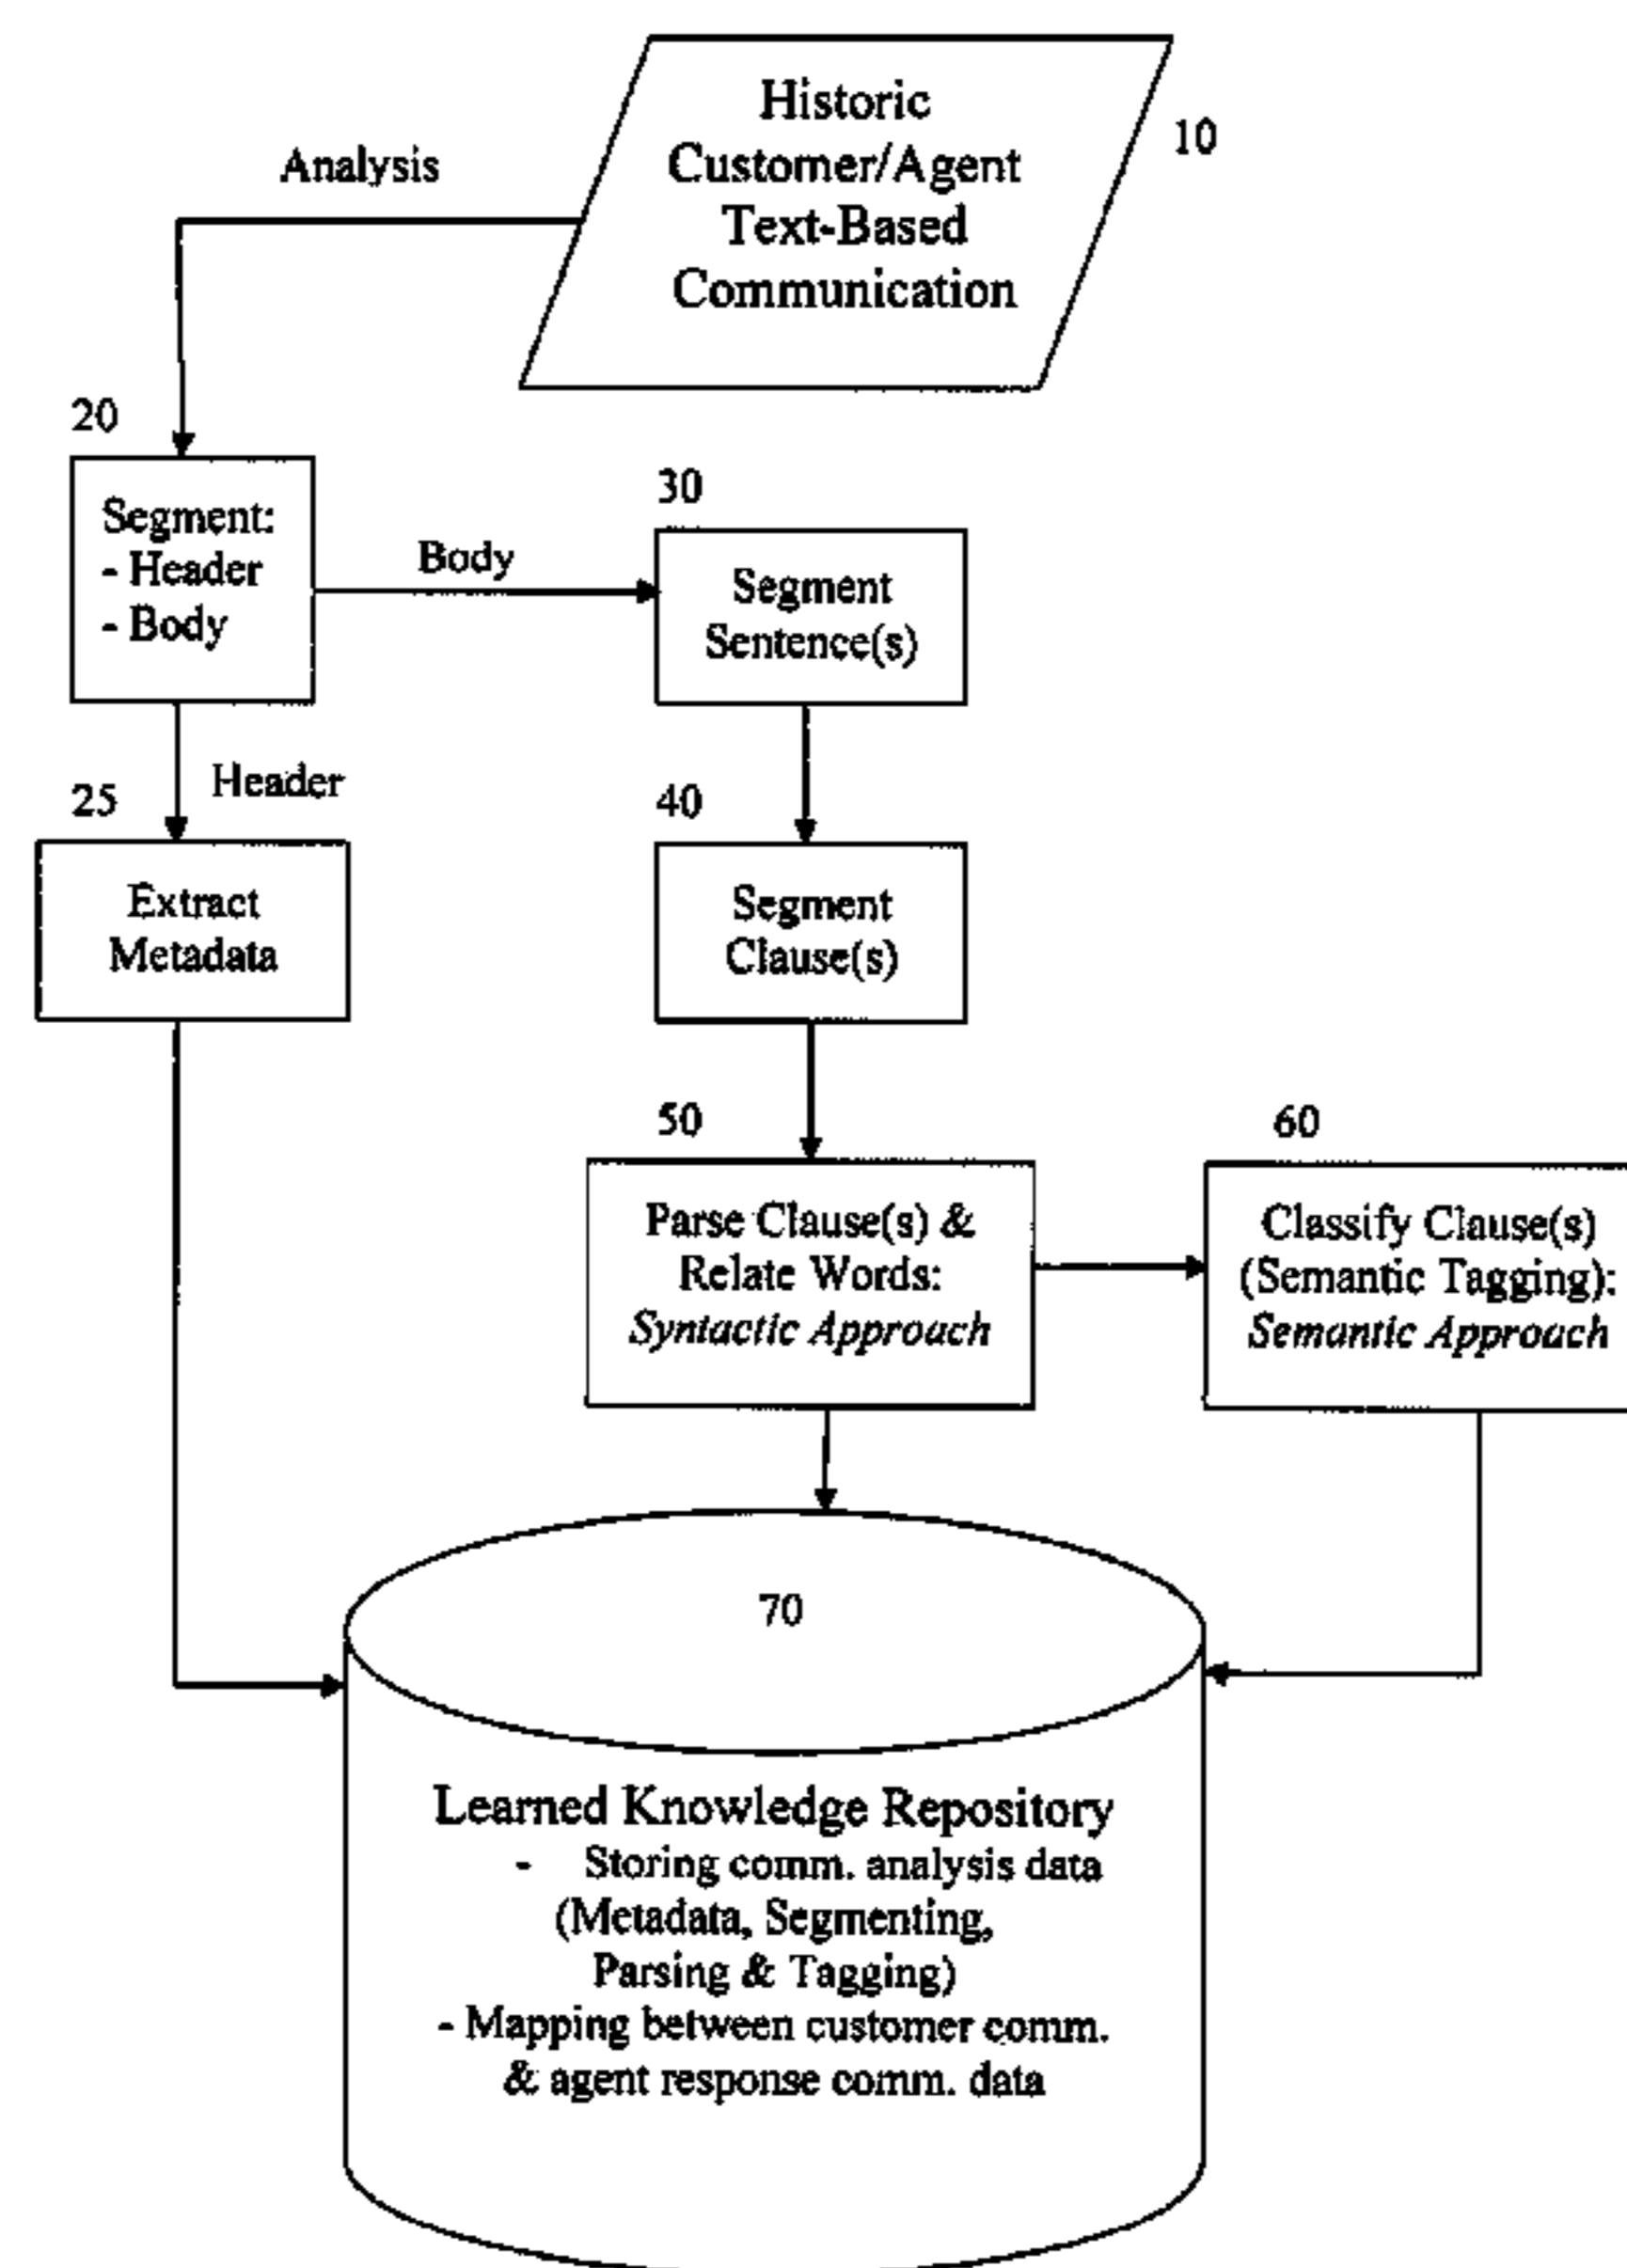 Historic
Customer/Agent
Text-Based
Communication
10
Analysis
20
Segment:
- Header
- Body
Body
30
Segment
Sentence(s)
Header
25
Extract
Metadata
40
Segment
Clause(s)
50
Parse Clause(s) &
Relate Words:
Syntactic Approach
60
Classify Clause(s)
(Semantic Tagging):
Semantic Approach
70
Learned Knowledge Repository
- Storing comm. analysis data
(Metadata, Segmenting,
Parsing & Tagging)
- Mapping between customer comm.
& agent response comm. data